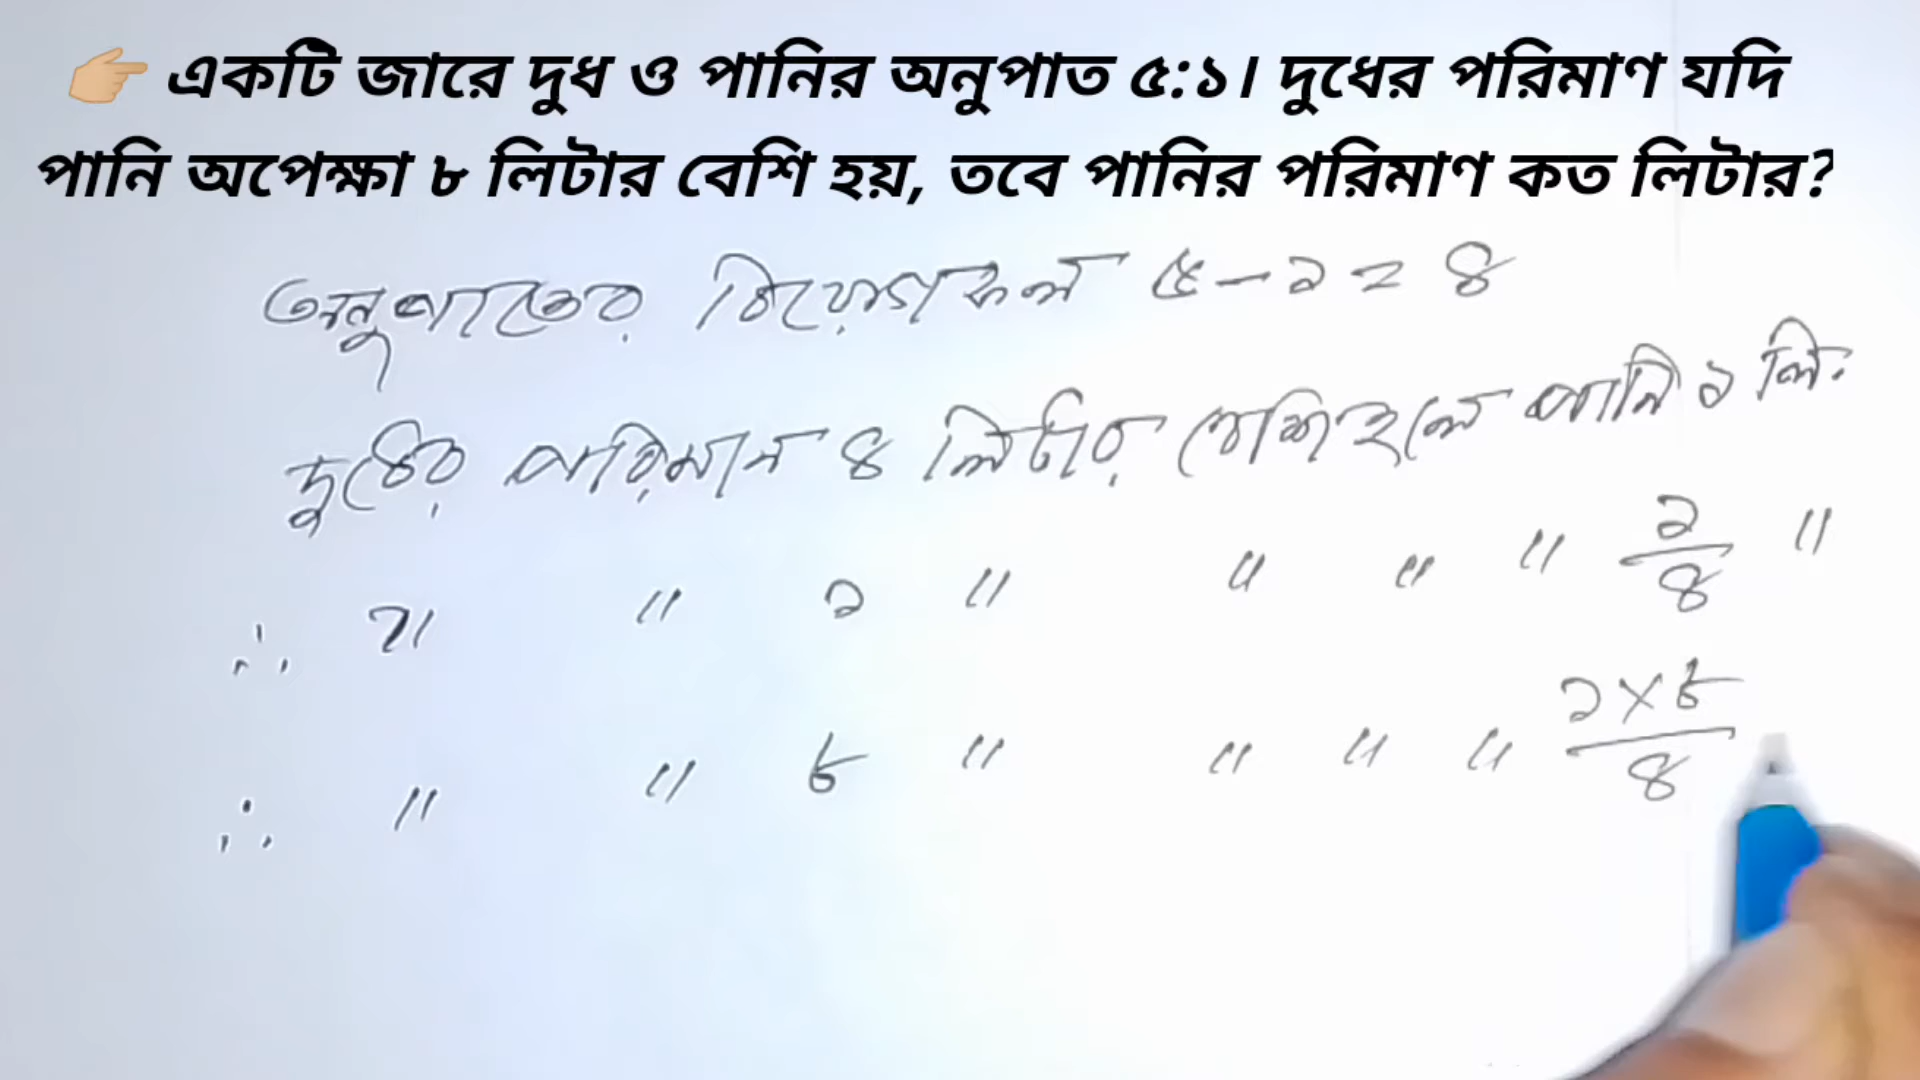 👉 একটি জারে দুধ ও পানির অনুপাত ৫:১। দুধের পরিমাণ যদি
পানি অপেক্ষা ৮ লিটার বেশি হয়, তবে পানির পরিমাণ কত লিটার?
অনুপাতের বিয়োগফল ৫-১ = ৪
দুধের পরিমান ৪ লিটার বেশি হলে পানি ১ লি.
∴ " " ১ " " " " ১/৪ "
∴ " " ৮ " " " " ১×৮/৪